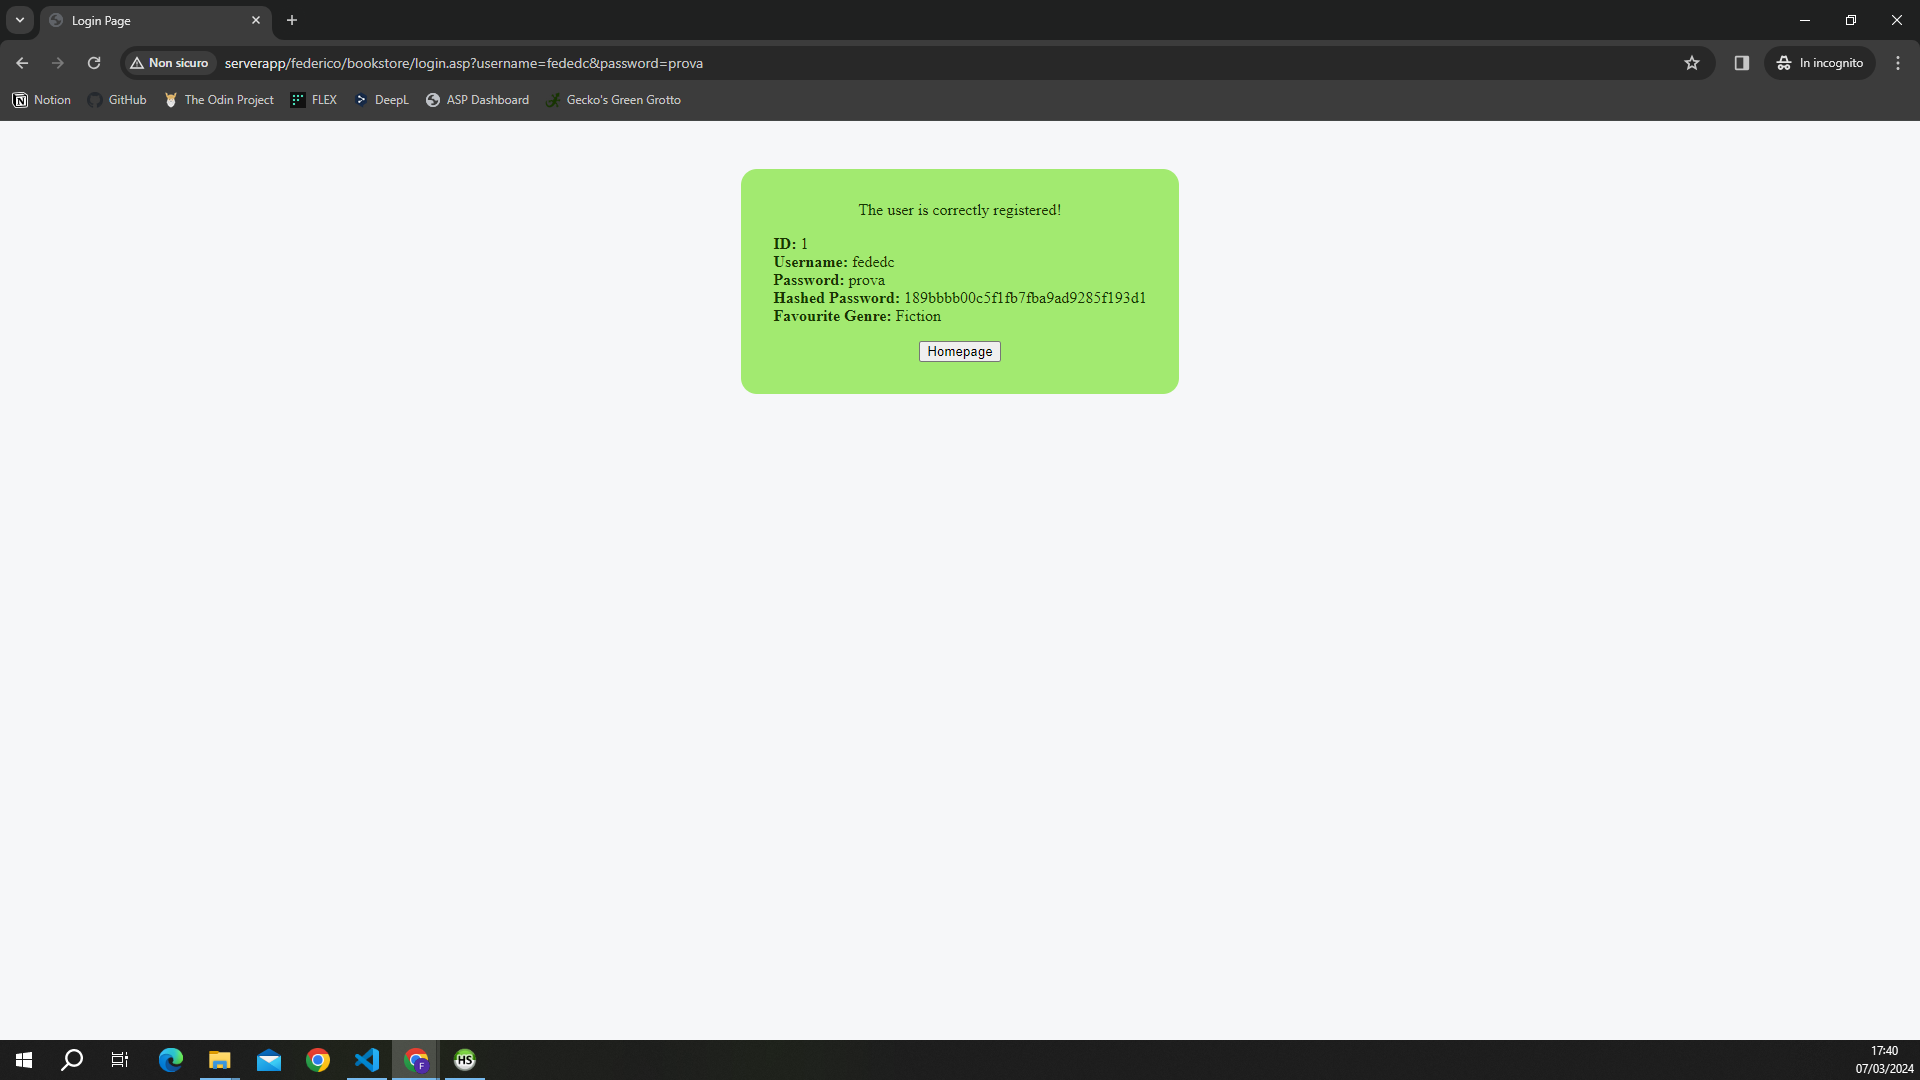 Login Page
Non sicuro
serverapp/federico/bookstore/login.asp?username=fededc&password=prova
In incognito
Notion
GitHub
The Odin Project
FLEX
DeepL
ASP Dashboard
Gecko's Green Grotto
The user is correctly registered!
ID: 1
Username: fededc
Password: prova
Hashed Password: 189bbbb00c5f1fb7fba9ad9285f193d1
Favourite Genre: Fiction
Homepage
F
HS
17:40
07/03/2024